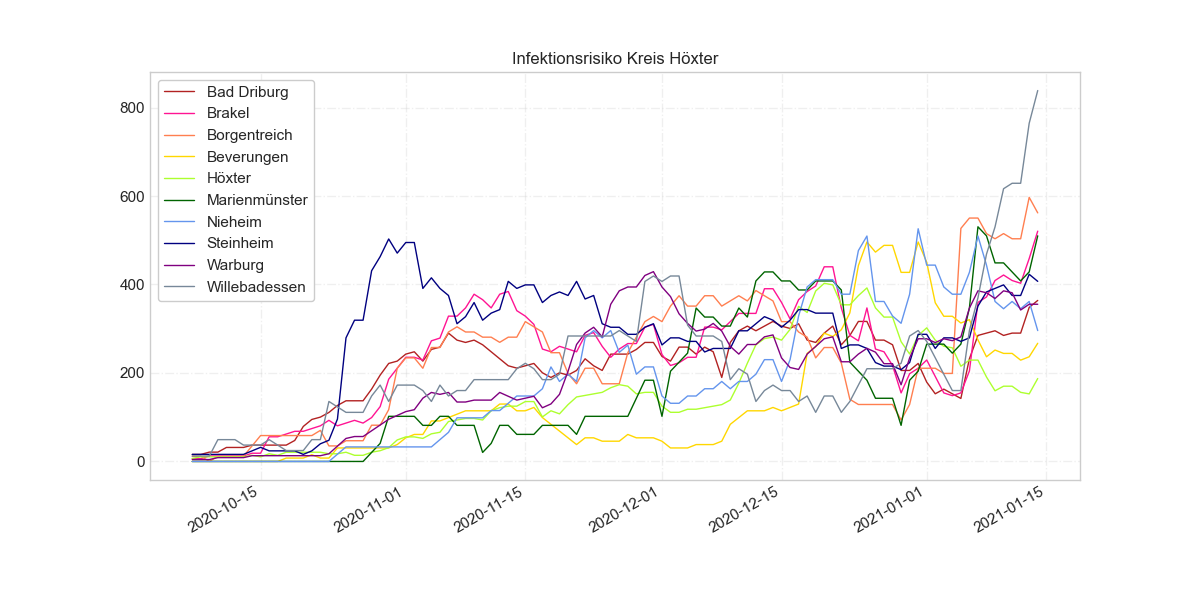 Infektionsrisiko Kreis Höxter
800
600
400
200
0
Bad Driburg
Brakel
Borgentreich
Beverungen
Höxter
Marienmünster
Nieheim
Steinheim
Warburg
Willebadessen
2020-10-15
2020-11-01
2020-11-15
2020-12-01
2020-12-15
2021-01-01
2021-01-15